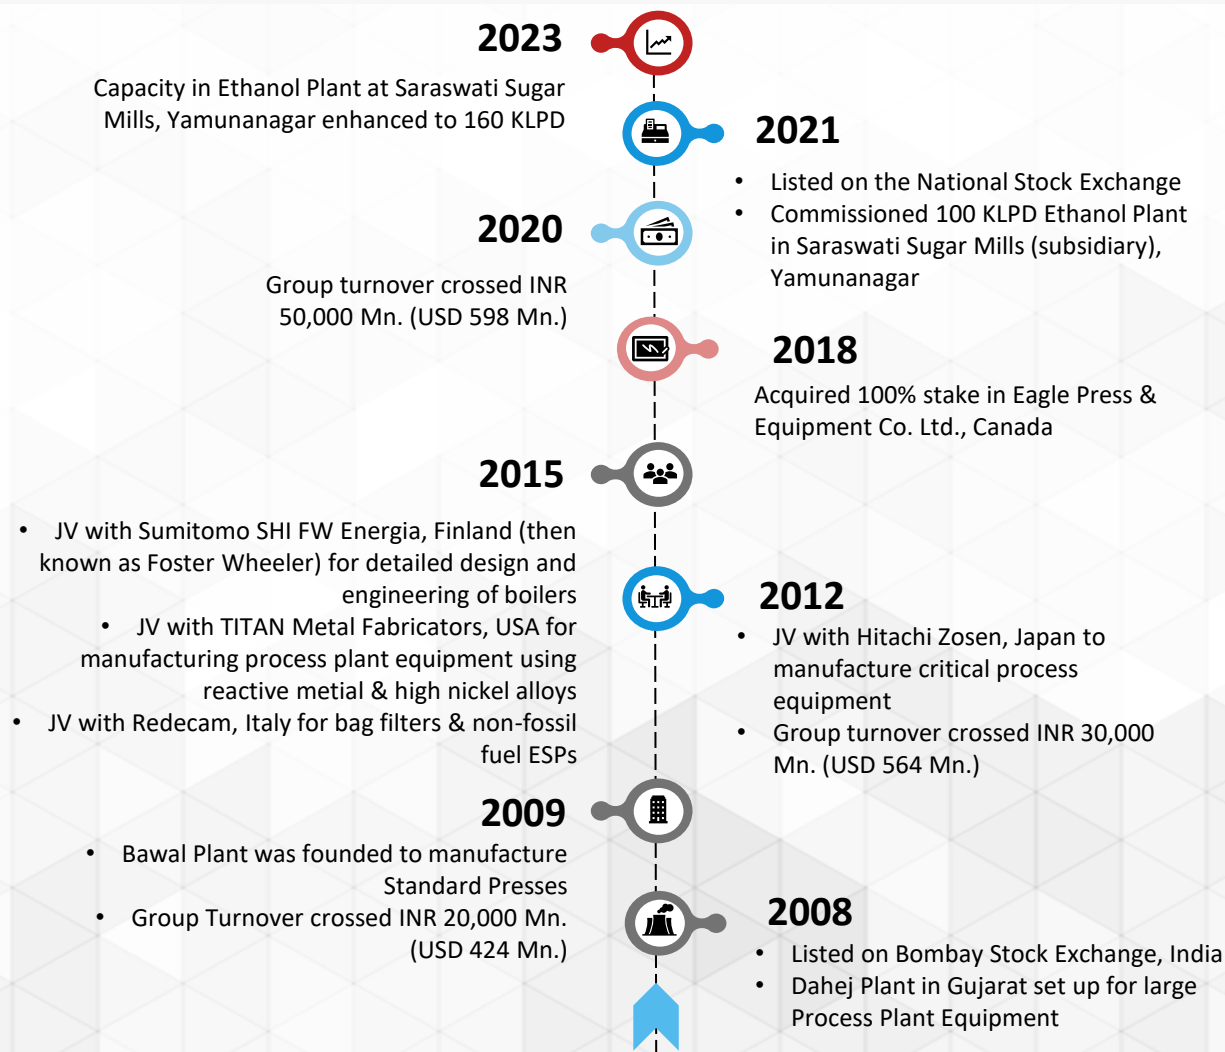 2023
Capacity in Ethanol Plant at Saraswati Sugar
Mills, Yamunanagar enhanced to 160 KLPD
2021
• Listed on the National Stock Exchange
• Commissioned 100 KLPD Ethanol Plant
in Saraswati Sugar Mills (subsidiary),
Yamunanagar
2020
Group turnover crossed INR
50,000 Mn. (USD 598 Mn.)
2018
Acquired 100% stake in Eagle Press &
Equipment Co. Ltd., Canada
2015
• JV with Sumitomo SHI FW Energia, Finland (then
known as Foster Wheeler) for detailed design and
engineering of boilers
• JV with TITAN Metal Fabricators, USA for
manufacturing process plant equipment using
reactive metial & high nickel alloys
• JV with Redecam, Italy for bag filters & non-fossil
fuel ESPs
2012
• JV with Hitachi Zosen, Japan to
manufacture critical process
equipment
• Group turnover crossed INR 30,000
Mn. (USD 564 Mn.)
2009
• Bawal Plant was founded to manufacture
Standard Presses
• Group Turnover crossed INR 20,000 Mn.
(USD 424 Mn.)
2008
• Listed on Bombay Stock Exchange, India
• Dahej Plant in Gujarat set up for large
Process Plant Equipment